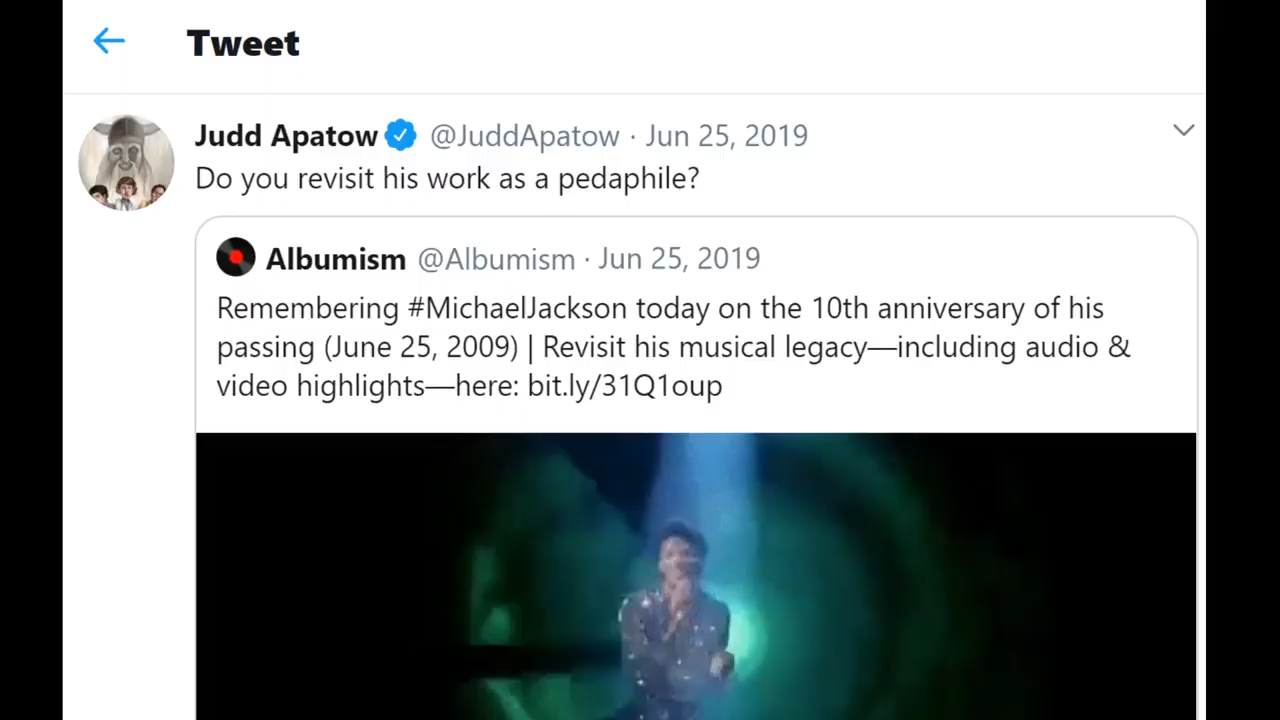 Tweet
Judd Apatow @JuddApatow · Jun 25, 2019
Do you revisit his work as a pedaphile?
Albumism @Albumism · Jun 25, 2019
Remembering #MichaelJackson today on the 10th anniversary of his
passing (June 25, 2009) | Revisit his musical legacy—including audio &
video highlights—here: bit.ly/31Q1oup